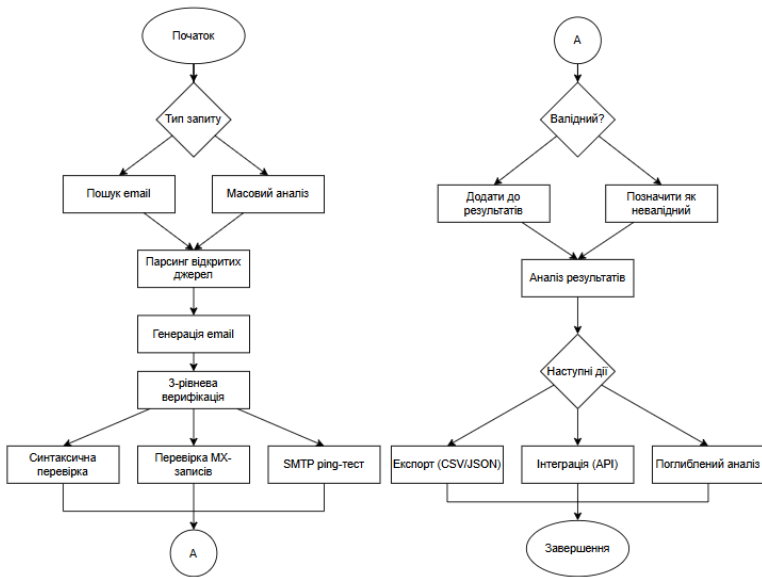 Початок
Тип запиту
Пошук email
Масовий аналіз
Парсинг відкритих
джерел
Генерація email
3-рівнева
верифікація
Синтаксична
перевірка
Перевірка MX-
записів
SMTP ping-тест
А
А
Валідний?
Додати до
результатів
Позначити як
невалідний
Аналіз результатів
Наступні дії
Експорт (CSV/JSON)
Інтеграція (API)
Поглиблений аналіз
Завершення